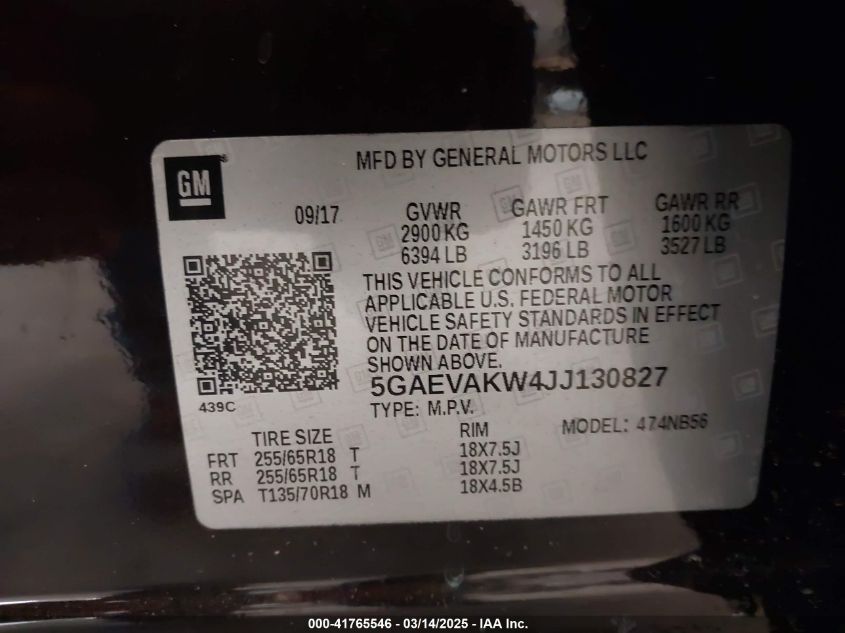 MFD BY GENERAL MOTORS LLC
GM
09/17 GVWR GAWR FRT GAWR RR
2900 KG 1450 KG 1600 KG
6394 LB 3196 LB 3527 LB
THIS VEHICLE CONFORMS TO ALL
APPLICABLE U.S. FEDERAL MOTOR
VEHICLE SAFETY STANDARDS IN EFFECT
ON THE DATE OF MANUFACTURE
SHOWN ABOVE.
5GAEVAKW4JJ130827
439C
TYPE: M.P.V.
TIRE SIZE RIM MODEL: 474NB56
FRT 255/65R18 T 18X7.5J
RR 255/65R18 T 18X7.5J
SPA T135/70R18 M 18X4.5B
000-41765546 - 03/14/2025 - IAA Inc.